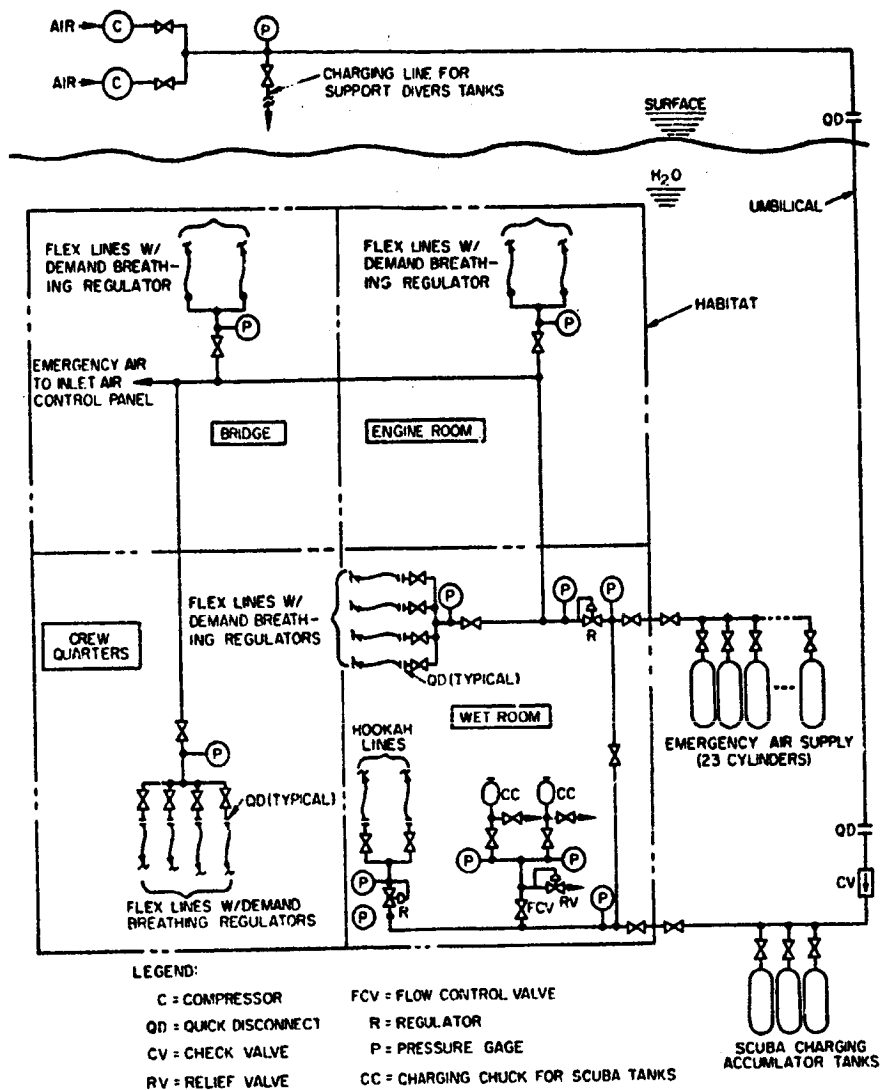 AIR
C
P
AIR
C
CHARGING LINE FOR
SUPPORT DIVERS TANKS
SURFACE
QD
H2O
UMBILICAL
FLEX LINES W/
DEMAND BREATH-
ING REGULATOR
P
FLEX LINES W/
DEMAND BREATH-
ING REGULATOR
P
HABITAT
EMERGENCY AIR
TO INLET AIR
CONTROL PANEL
BRIDGE
ENGINE ROOM
FLEX LINES W/
DEMAND BREATH-
ING REGULATORS
P
P
P
R
CREW
QUARTERS
QD (TYPICAL)
WET ROOM
EMERGENCY AIR SUPPLY
(23 CYLINDERS)
P
HOOKAH
LINES
CC
CC
QD (TYPICAL)
P
P
P
P
R
FCV
RV
P
QD
CV
FLEX LINES W/DEMAND
BREATHING REGULATORS
SCUBA CHARGING
ACCUMLATOR TANKS
LEGEND:
C = COMPRESSOR
QD = QUICK DISCONNECT
CV = CHECK VALVE
RV = RELIEF VALVE
FCV = FLOW CONTROL VALVE
R = REGULATOR
P = PRESSURE GAGE
CC = CHARGING CHUCK FOR SCUBA TANKS